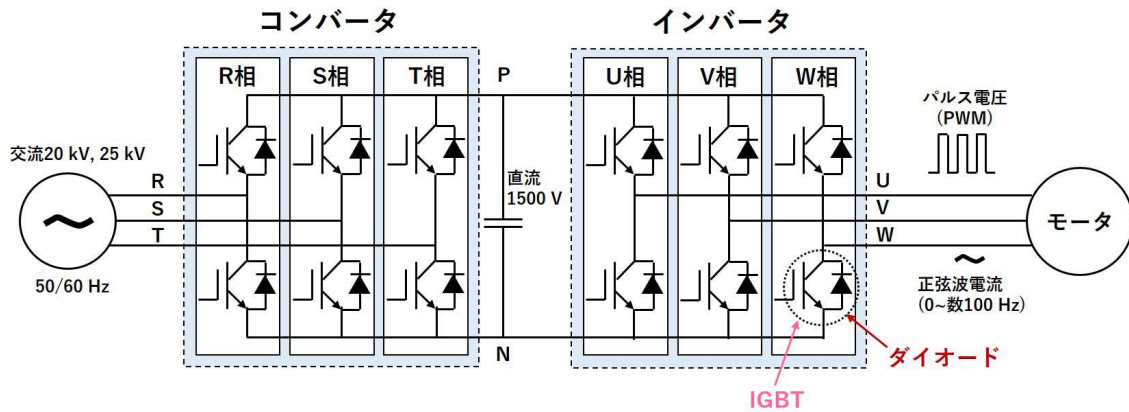 コンバータ
インバータ
R相
S相
T相
P
U相
V相
W相
パルス電圧
(PWM)
交流20 kV, 25 kV
R
S
T
直流
1500 V
U
V
W
モータ
50/60 Hz
正弦波電流
(0~数100 Hz)
N
ダイオード
IGBT